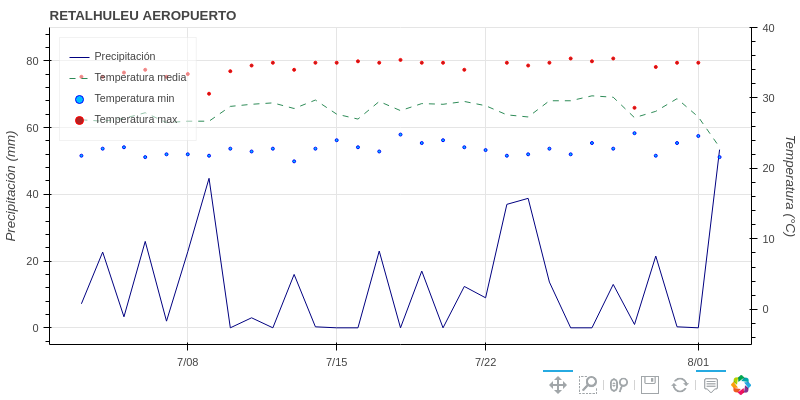 RETALHULEU AEROPUERTO
Precipitación
Temperatura media
Temperatura min
Temperatura max
80
60
40
20
0
Precipitación (mm)
40
30
20
10
0
Temperatura (°C)
7/08
7/15
7/22
8/01